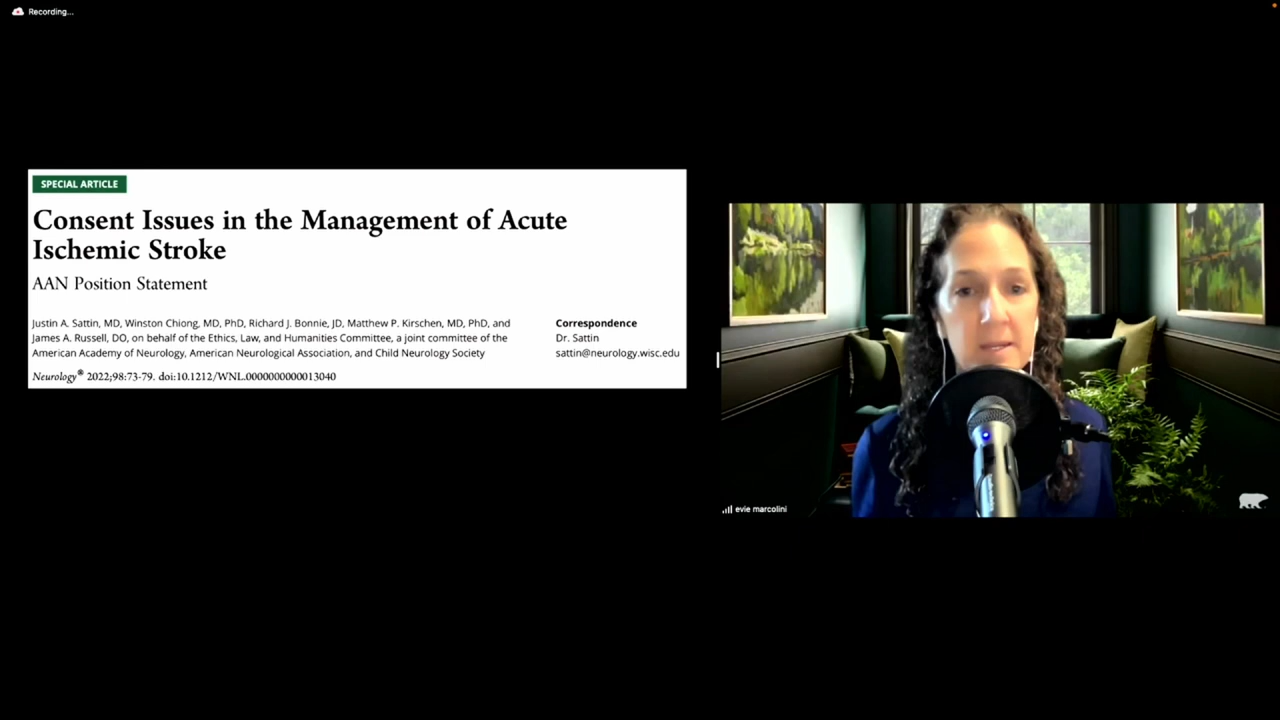 Recording...
SPECIAL ARTICLE
Consent Issues in the Management of Acute
Ischemic Stroke
AAN Position Statement
Justin A. Sattin, MD, Winston Chiong, MD, PhD, Richard J. Bonnie, JD, Matthew P. Kirschen, MD, PhD, and
James A. Russell, DO, on behalf of the Ethics, Law, and Humanities Committee, a joint committee of the
American Academy of Neurology, American Neurological Association, and Child Neurology Society
Correspondence
Dr. Sattin
sattin@neurology.wisc.edu
Neurology® 2022;98:73-79. doi:10.1212/WNL.0000000000013040
evie marcolini